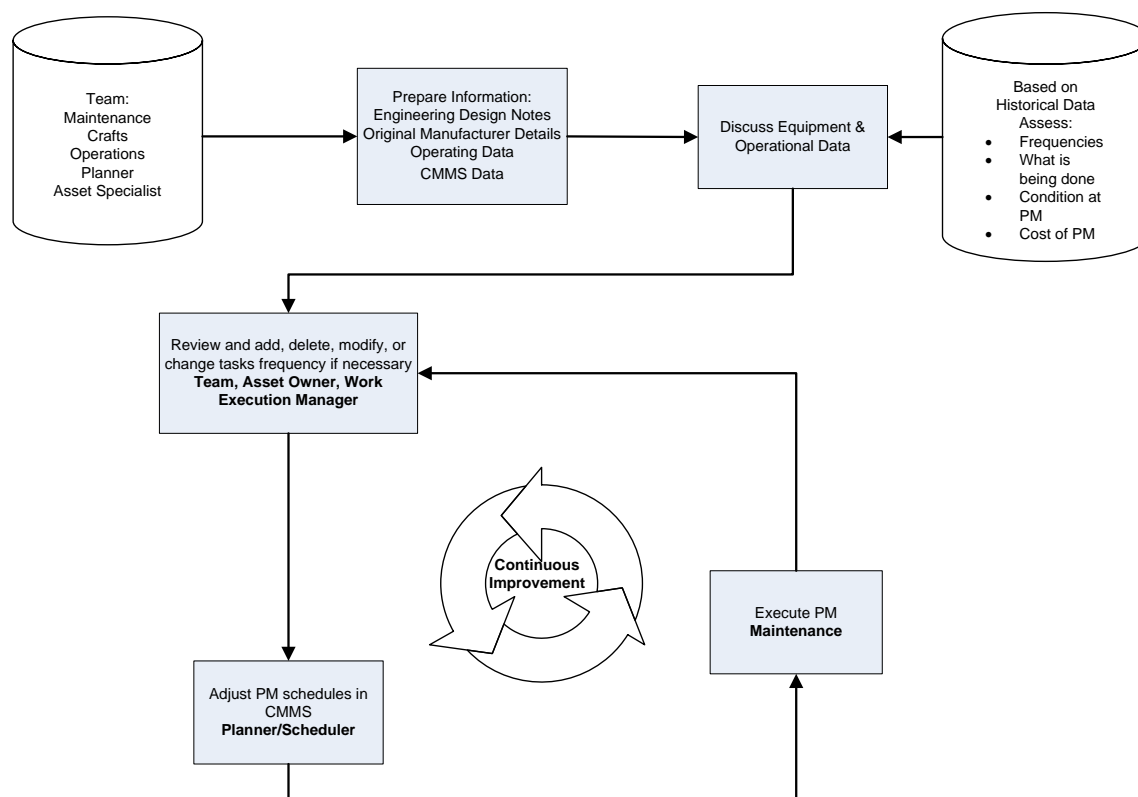 Team:
Maintenance
Crafts
Operations
Planner
Asset Specialist
Prepare Information:
Engineering Design Notes
Original Manufacturer Details
Operating Data
CMMS Data
Discuss Equipment &
Operational Data
Based on
Historical Data
Assess:
• Frequencies
• What is
being done
• Condition at
PM
• Cost of PM
Review and add, delete, modify, or
change tasks frequency if necessary
Team, Asset Owner, Work
Execution Manager
Continuous
Improvement
Execute PM
Maintenance
Adjust PM schedules in
CMMS
Planner/Scheduler